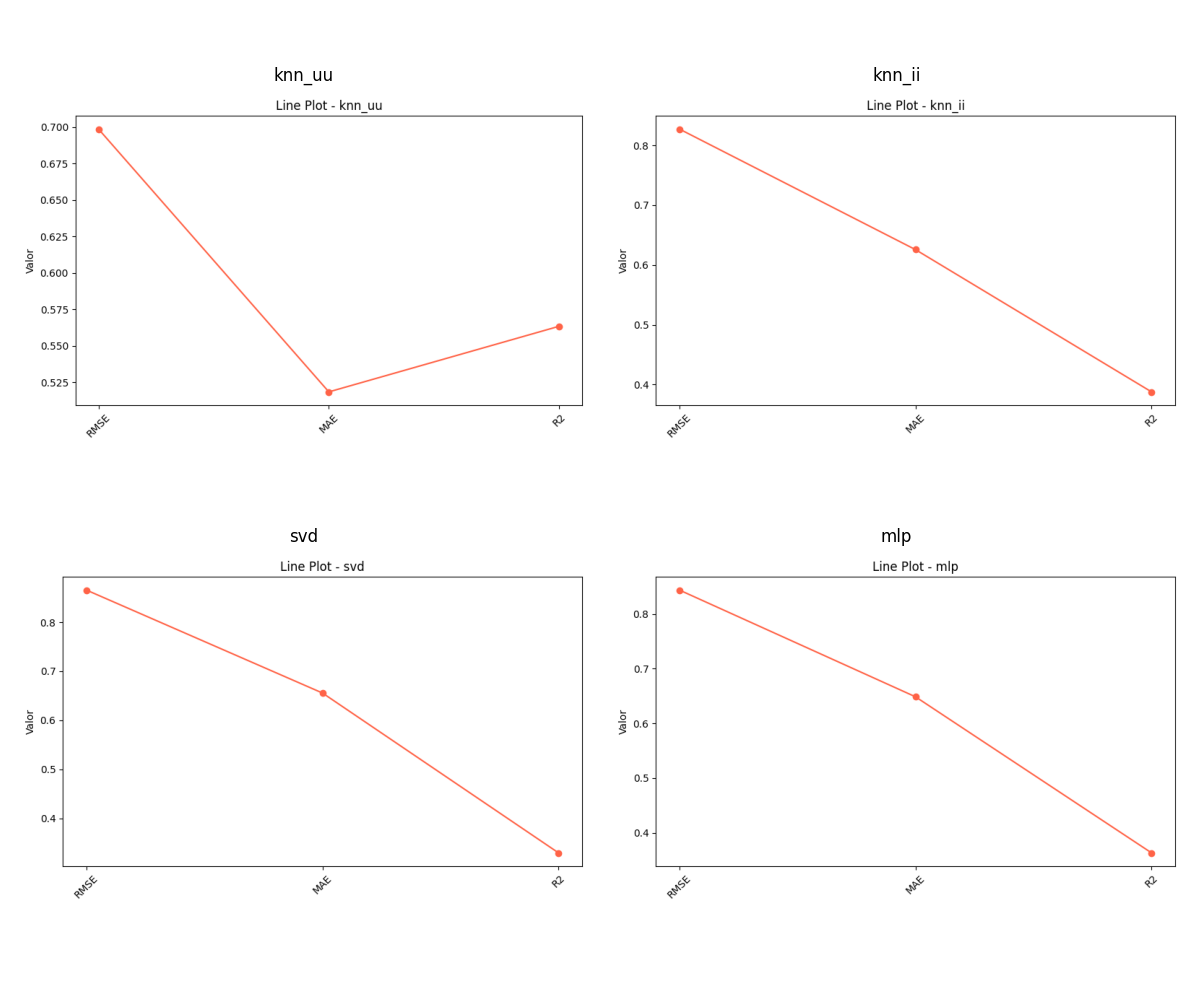 knn_uu
Line Plot - knn_uu
Valor
0.700
0.675
0.650
0.625
0.600
0.575
0.550
0.525
RMSE
MAE
R2
knn_ii
Line Plot - knn_ii
Valor
0.8
0.7
0.6
0.5
0.4
RMSE
MAE
R2
svd
Line Plot - svd
Valor
0.8
0.7
0.6
0.5
0.4
RMSE
MAE
R2
mlp
Line Plot - mlp
Valor
0.8
0.7
0.6
0.5
0.4
RMSE
MAE
R2